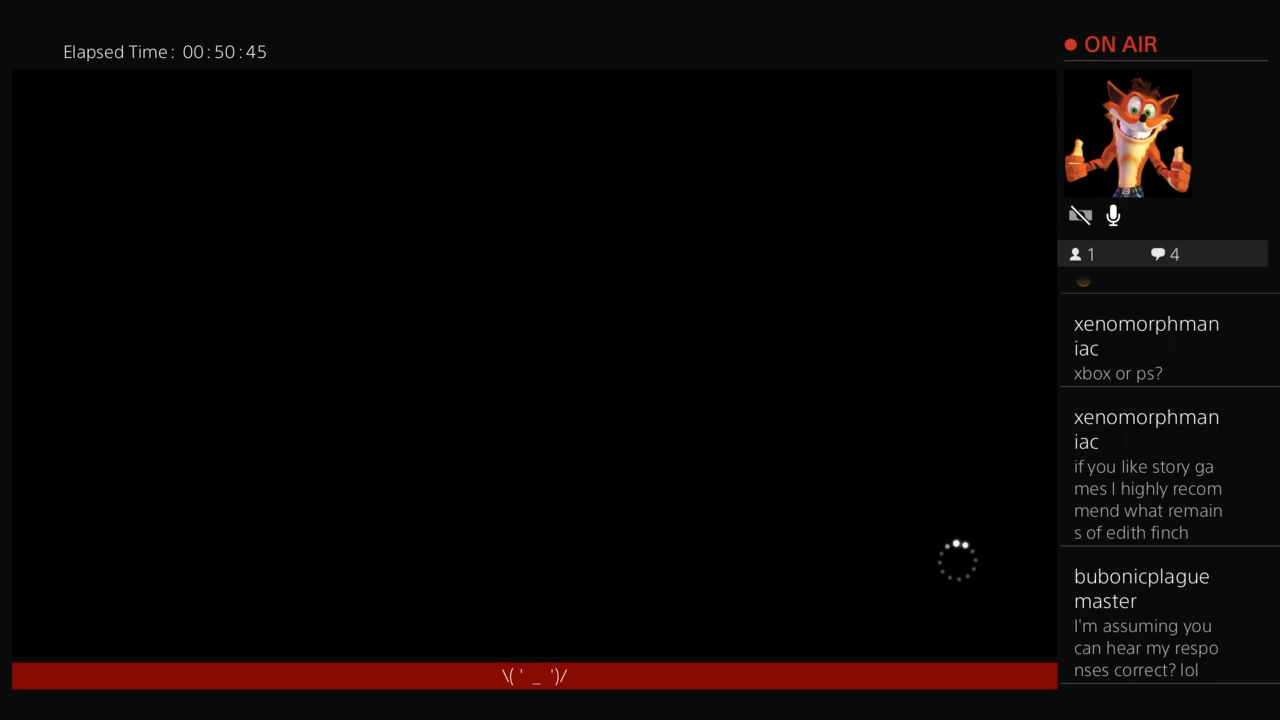 Elapsed Time: 00:50:45
ON AIR
1 4
xenomorphman
iac
xbox or ps?
xenomorphman
iac
if you like story ga
mes I highly recom
mend what remain
s of edith finch
bubonicplague
master
I'm assuming you
can hear my respo
nses correct? lol
\( ' _ ')/